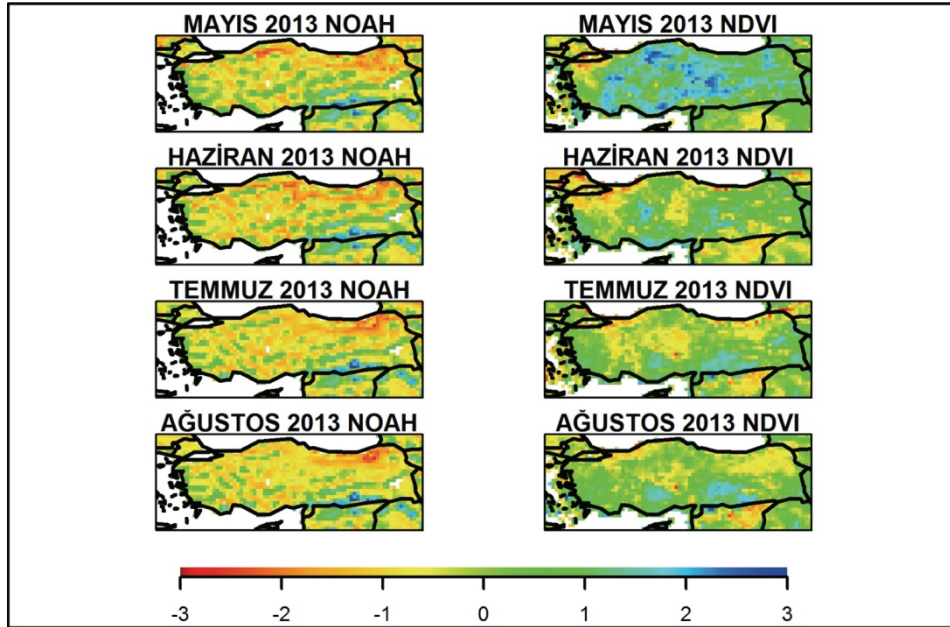 MAYIS 2013 NOAH
MAYIS 2013 NDVI
HAZİRAN 2013 NOAH
HAZİRAN 2013 NDVI
TEMMUZ 2013 NOAH
TEMMUZ 2013 NDVI
AĞUSTOS 2013 NOAH
AĞUSTOS 2013 NDVI
-3 -2 -1 0 1 2 3